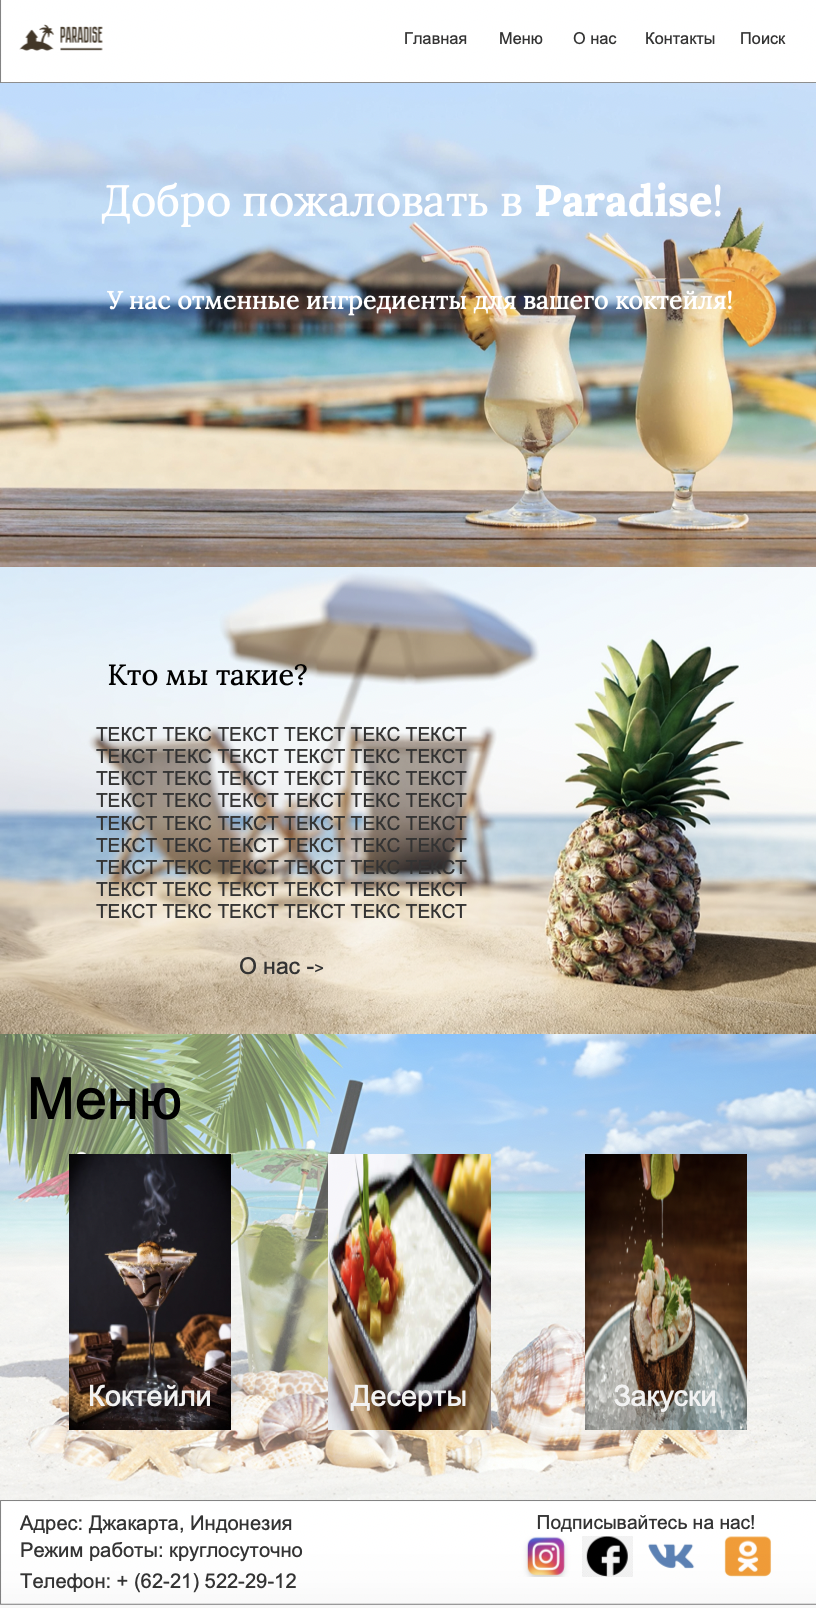 PARADISE
Главная Меню О нас Контакты Поиск
Добро пожаловать в Paradise!
У нас отменные ингредиенты для вашего коктейля!
Кто мы такие?
ТЕКСТ ТЕКС ТЕКСТ ТЕКСТ ТЕКС ТЕКСТ
ТЕКСТ ТЕКС ТЕКСТ ТЕКСТ ТЕКС ТЕКСТ
ТЕКСТ ТЕКС ТЕКСТ ТЕКСТ ТЕКС ТЕКСТ
ТЕКСТ ТЕКС ТЕКСТ ТЕКСТ ТЕКС ТЕКСТ
ТЕКСТ ТЕКС ТЕКСТ ТЕКСТ ТЕКС ТЕКСТ
ТЕКСТ ТЕКС ТЕКСТ ТЕКСТ ТЕКС ТЕКСТ
ТЕКСТ ТЕКС ТЕКСТ ТЕКСТ ТЕКС ТЕКСТ
ТЕКСТ ТЕКС ТЕКСТ ТЕКСТ ТЕКС ТЕКСТ
ТЕКСТ ТЕКС ТЕКСТ ТЕКСТ ТЕКС ТЕКСТ
О нас ->
Меню
Коктейли Десерты Закуски
Адрес: Джакарта, Индонезия
Режим работы: круглосуточно
Телефон: + (62-21) 522-29-12
Подписывайтесь на нас!